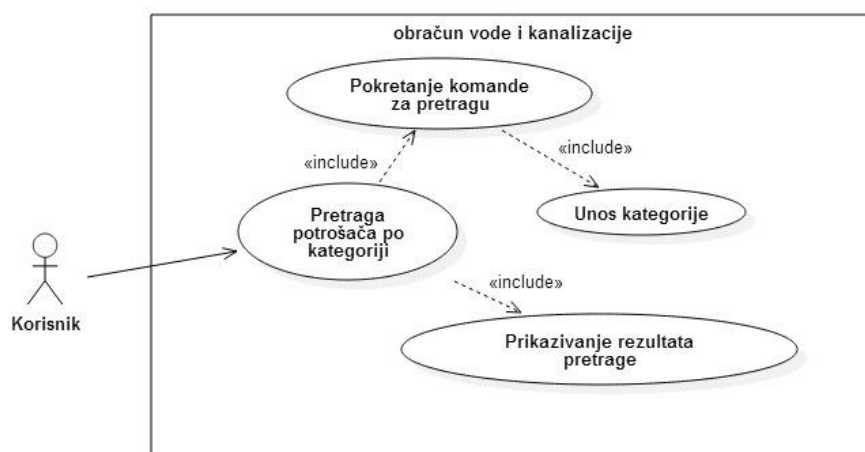 obračun vode i kanalizacije
Pokretanje komande
za pretragu
«include»
«include»
Pretraga
potrošača po
kategoriji
Unos kategorije
«include»
Korisnik
Prikazivanje rezultata
pretrage